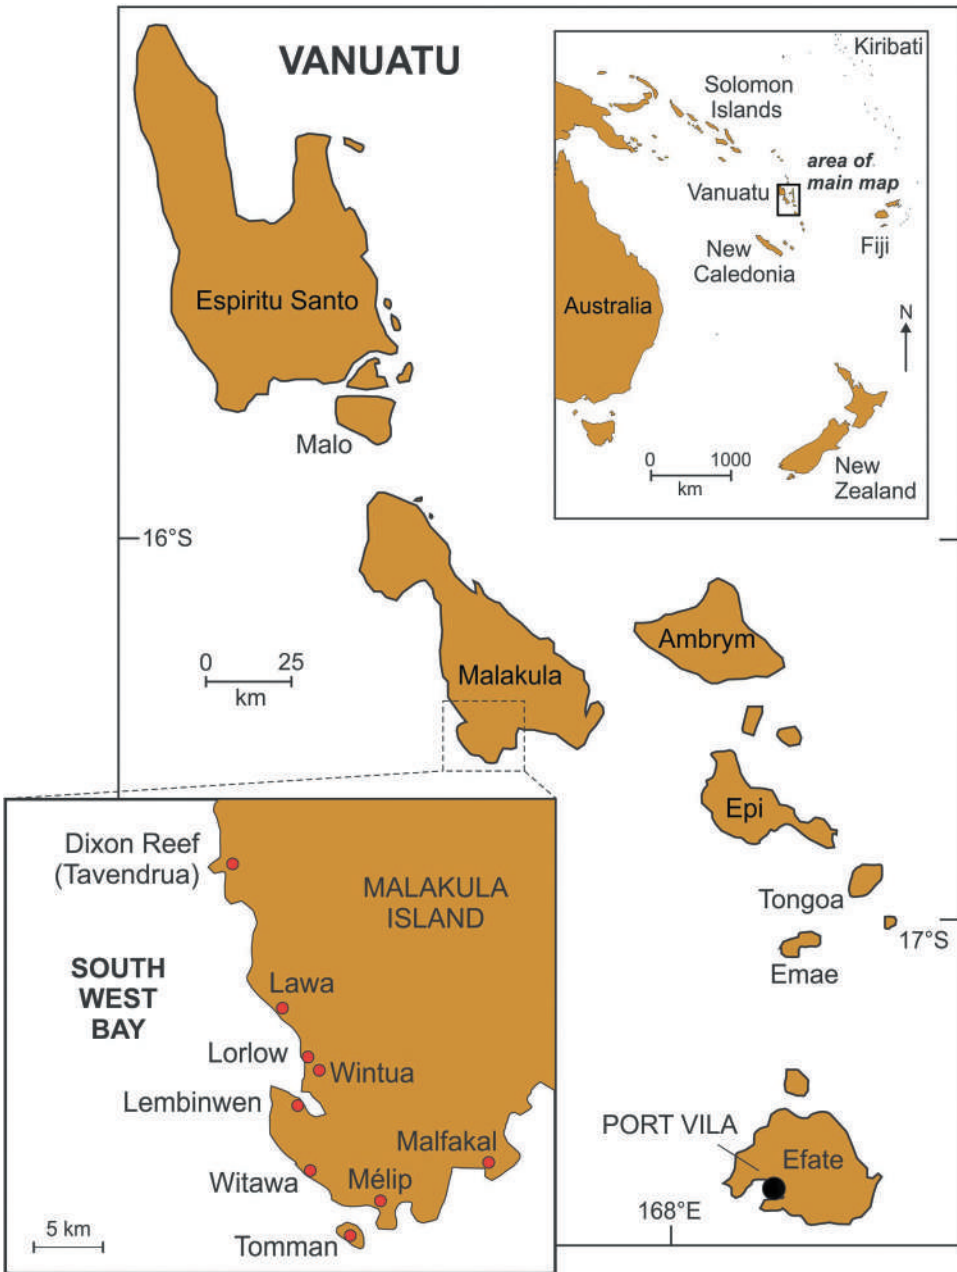 VANUATU
Kiribati
Solomon
Islands
area of
main map
Vanuatu
Fiji
New
Caledonia
Australia
N
0 1000
km
New
Zealand
Espiritu Santo
Malo
16°S
0 25
km
Malakula
Ambrym
Epi
Tongoa
17°S
Emae
PORT VILA
Efate
168°E
Dixon Reef
(Tavendrua)
MALAKULA
ISLAND
SOUTH
WEST
BAY
Lawa
Lorlow
Wintua
Lembinwen
Malfakal
Witawa
Mélip
5 km
Tomman